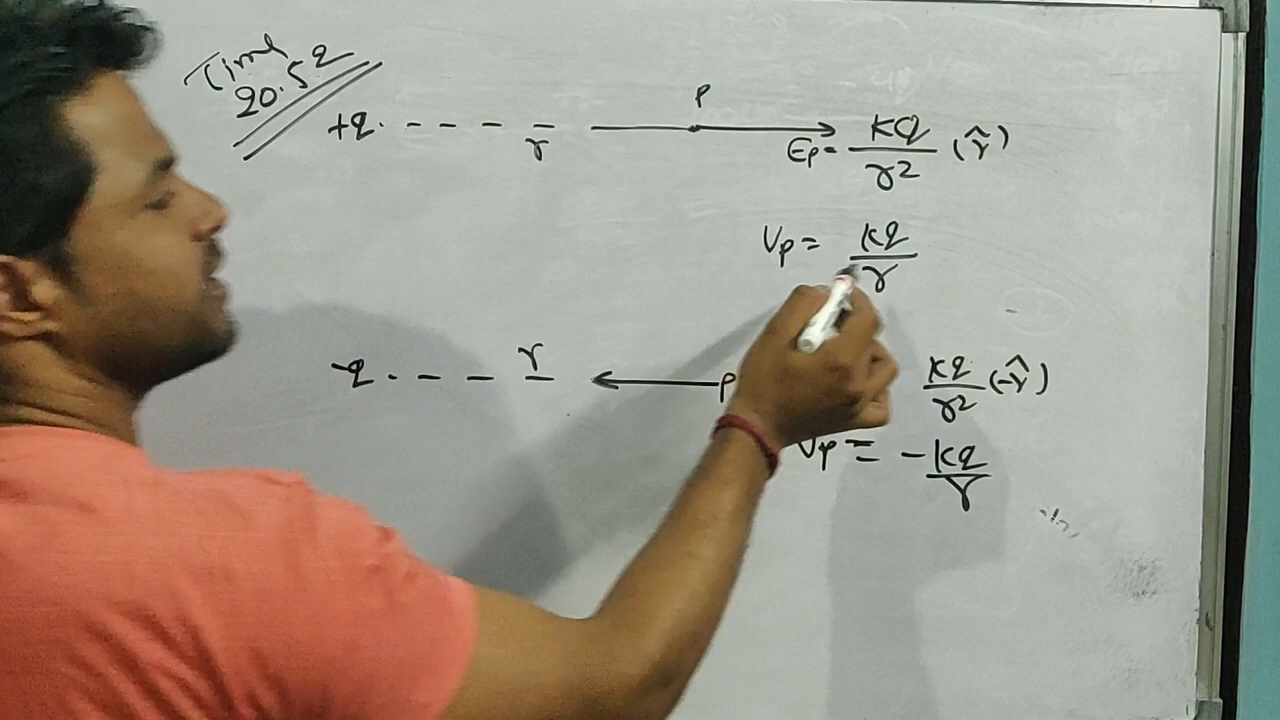 Time
20.52
P
+q. - - - -
r
Ep = KQ/r² (r̂)
Vp = Kq/r
r
-q. - - - P
Kq/r² (-r̂)
Vp = -Kq/r